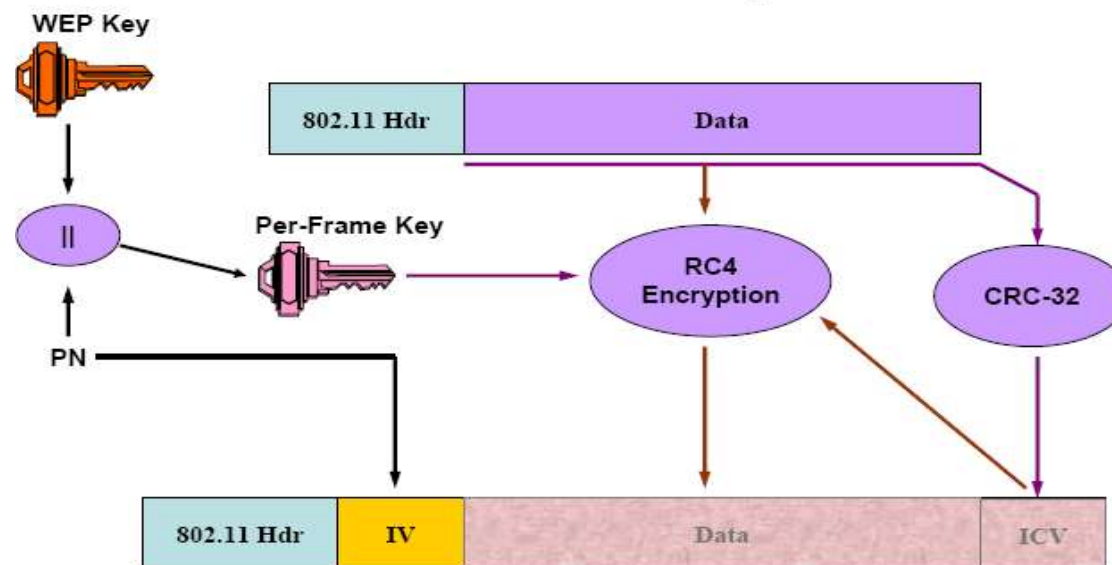 WEP Key
802.11 Hdr
Data
||
Per-Frame Key
RC4
Encryption
CRC-32
PN
802.11 Hdr
IV
Data
ICV